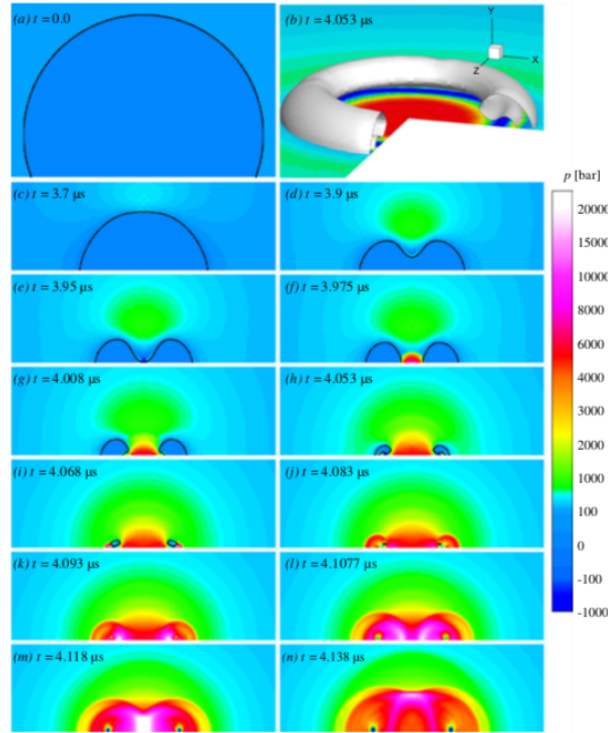 (a) t = 0.0
(b) t = 4.053
Y
X
Z
p [bar]
(c) t = 3.7 μs
(d) t = 3.9 μs
(e) t = 3.95 μs
(f) t = 3.975 μs
(g) t = 4.008 μs
(h) t = 4.053 μs
(i) t = 4.068 μs
(j) t = 4.083 μs
(k) t = 4.093 μs
(l) t = 4.1077 μs
(m) t = 4.118 μs
(n) t = 4.138 μs
20000
15000
8000
7000
6000
5000
4000
3000
2000
1000
100
0
-100
-1000